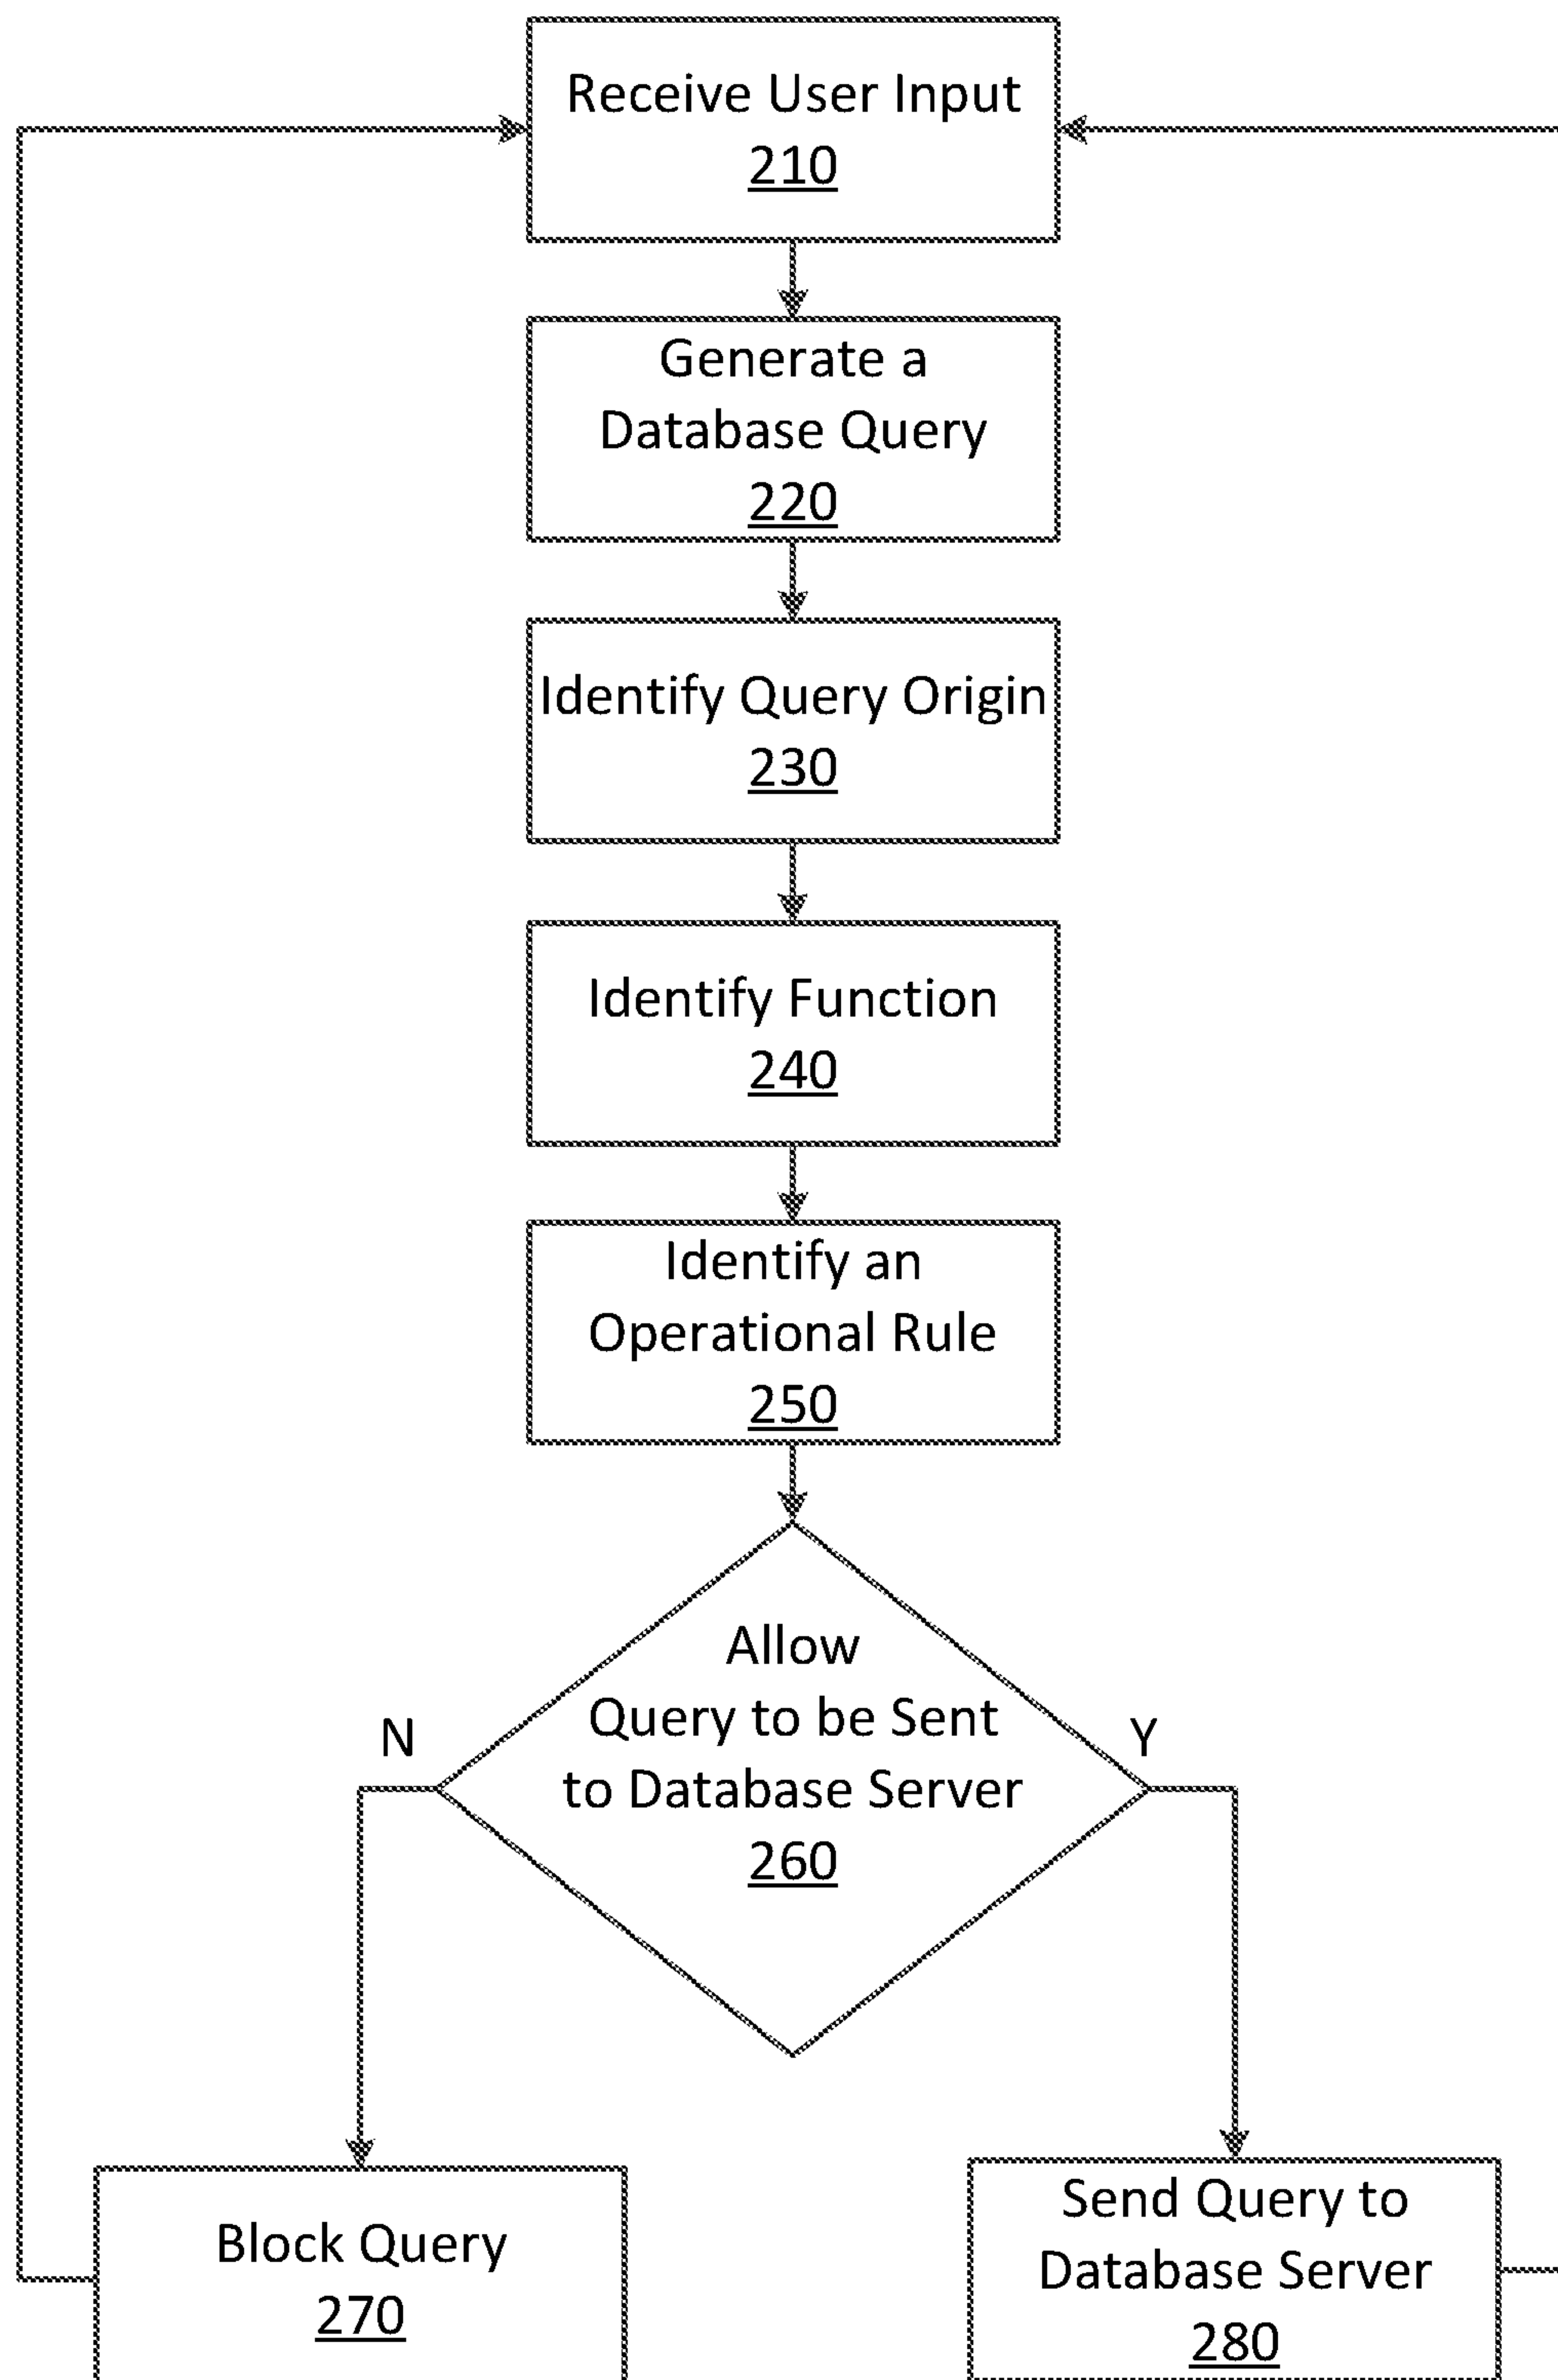 Receive User Input
210
Generate a
Database Query
220
Identify Query Origin
230
Identify Function
240
Identify an
Operational Rule
250
Allow
Query to be Sent
to Database Server
260
N
Y
Block Query
270
Send Query to
Database Server
280